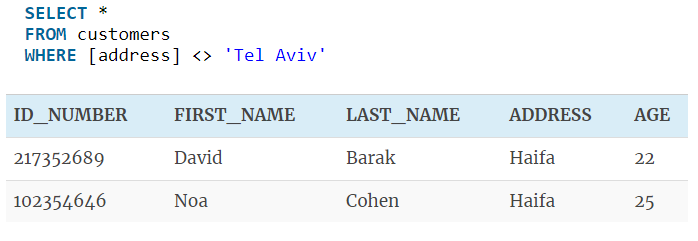 SELECT *
FROM customers
WHERE [address] <> 'Tel Aviv'
ID_NUMBER FIRST_NAME LAST_NAME ADDRESS AGE
217352689 David Barak Haifa 22
102354646 Noa Cohen Haifa 25